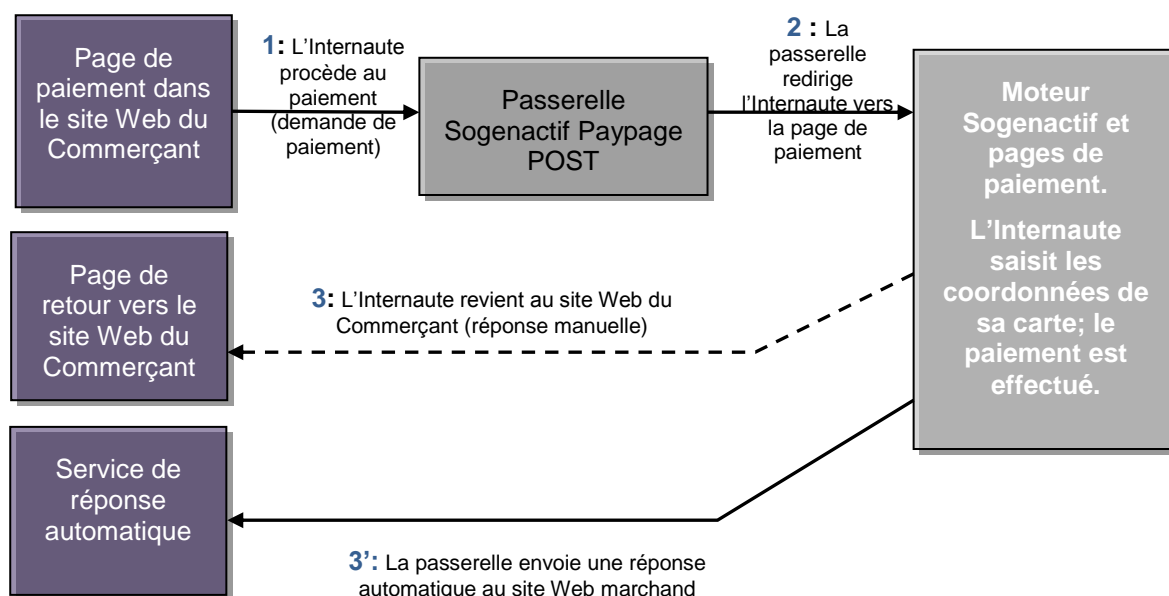 Page de
paiement dans
le site Web du
Commerçant
1: L’Internaute
procède au
paiement
(demande de
paiement)
Passerelle
Sogenactif Paypage
POST
2 : La
passerelle
redirige
l’Internaute vers
la page de
paiement
Moteur
Sogenactif et
pages de
paiement.
L’Internaute
saisit les
coordonnées de
sa carte; le
paiement est
effectué.
Page de
retour vers le
site Web du
Commerçant
3: L’Internaute revient au site Web du
Commerçant (réponse manuelle)
Service de
réponse
automatique
3’: La passerelle envoie une réponse
automatique au site Web marchand